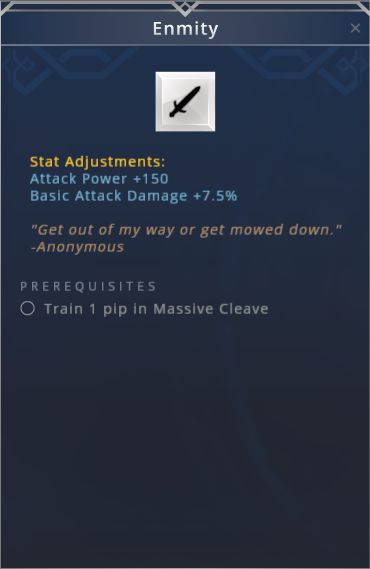 Enmity
Stat Adjustments:
Attack Power +150
Basic Attack Damage +7.5%
"Get out of my way or get mowed down."
-Anonymous
PREREQUISITES
Train 1 pip in Massive Cleave